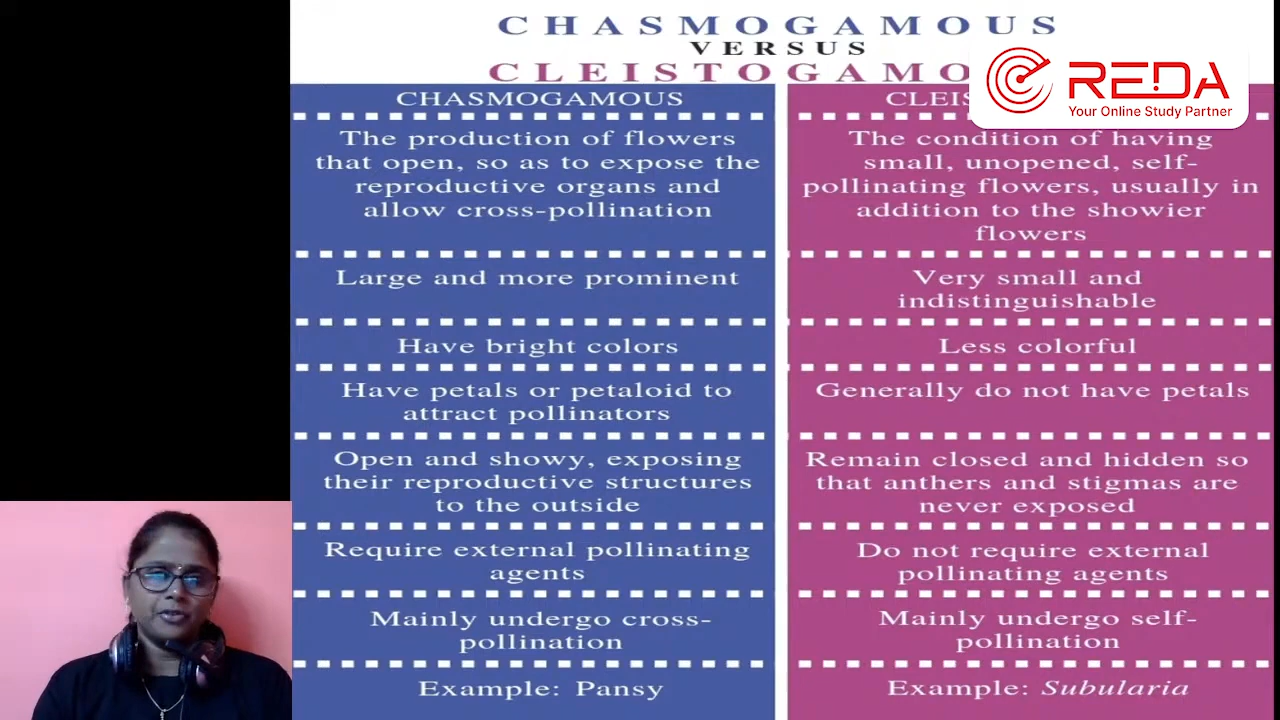 CHASMOGAMOUS
VERSUS
REDA
Your Online Study Partner
CHASMOGAMOUS
The production of flowers
that open, so as to expose the
reproductive organs and
allow cross-pollination
The condition of having
small, unopened, self-
pollinating flowers, usually in
addition to the showier
flowers
Large and more prominent
Very small and
indistinguishable
Have bright colors
Less colorful
Have petals or petaloid to
attract pollinators
Generally do not have petals
Open and showy, exposing
their reproductive structures
to the outside
Remain closed and hidden so
that anthers and stigmas are
never exposed
Require external pollinating
agents
Do not require external
pollinating agents
Mainly undergo cross-
pollination
Mainly undergo self-
pollination
Example: Pansy
Example: Subularia